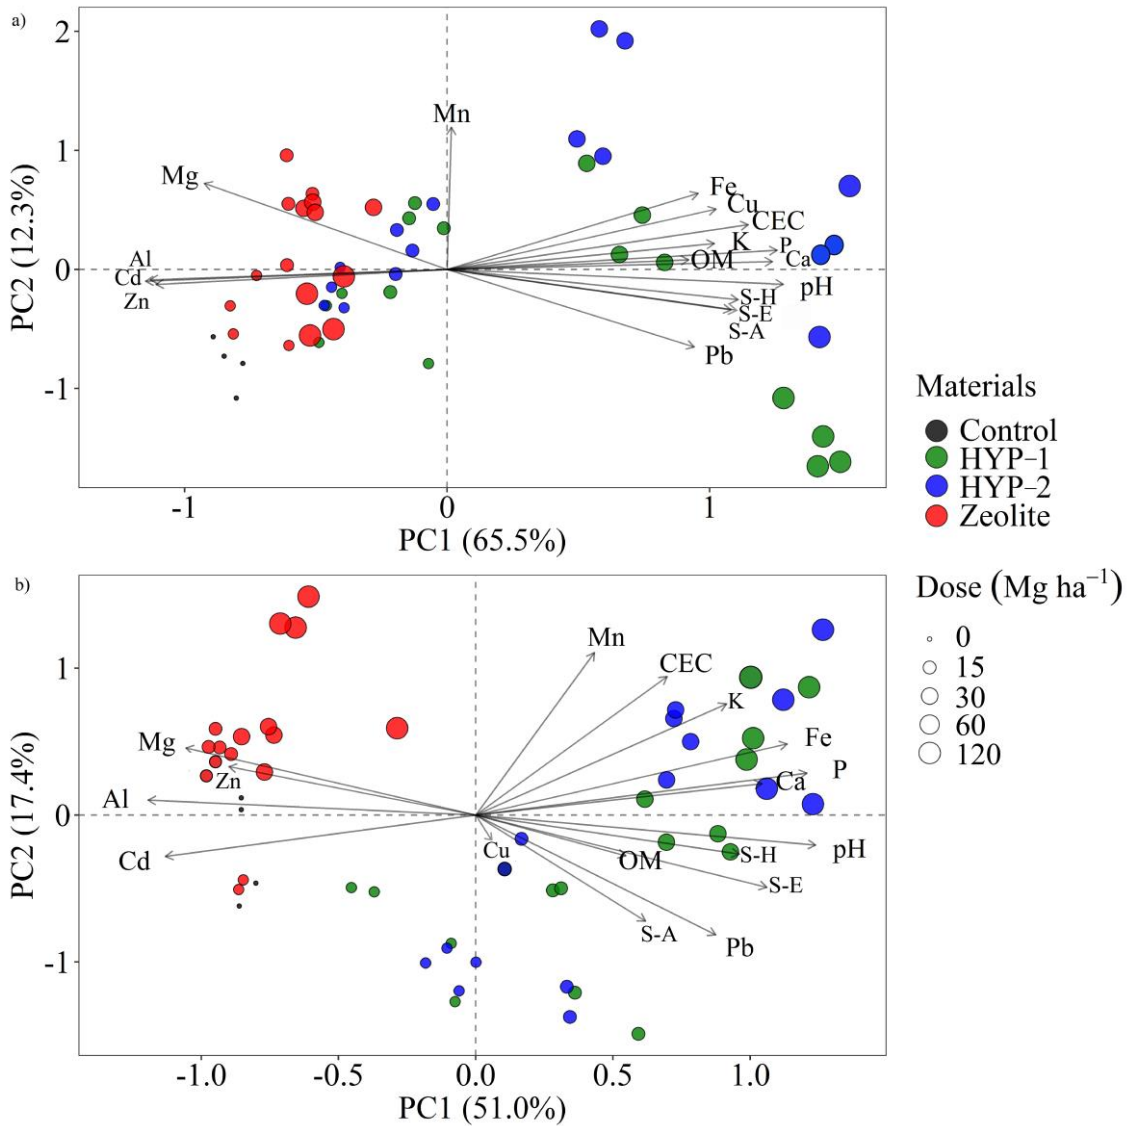 a)
2
1
0
-1
PC2 (12.3%)
Mn
Mg
Fe
Cu
CEC
K
P
OM
Ca
Al
Cd
Zn
pH
S-H
S-E
S-A
Pb
-1
0
1
PC1 (65.5%)
Materials
Control
HYP−1
HYP−2
Zeolite
Dose (Mg ha⁻¹)
0
15
30
60
120
b)
1
0
-1
PC2 (17.4%)
Mn
CEC
K
Mg
Fe
Zn
P
Ca
Al
Cu
Cd
OM
S-H
pH
S-E
S-A
Pb
-1.0
-0.5
0.0
0.5
1.0
PC1 (51.0%)